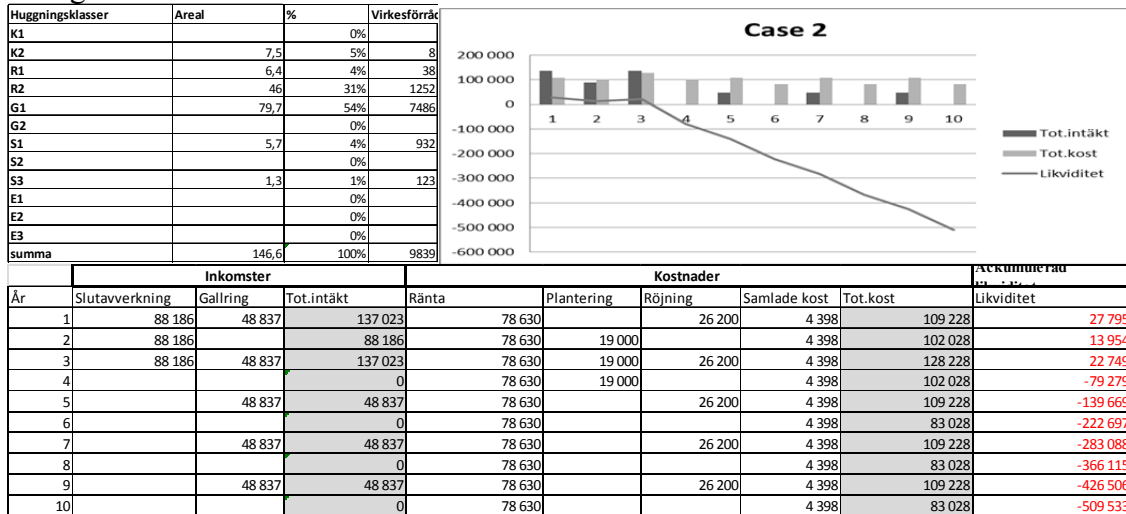 Huggningsklasser Areal % Virkesförråd
K1 0%
K2 7,5 5% 8
R1 6,4 4% 38
R2 46 31% 1252
G1 79,7 54% 7486
G2 0%
S1 5,7 4% 932
S2 0%
S3 1,3 1% 123
E1 0%
E2 0%
E3 0%
summa 146,6 100% 9839
Case 2
200 000
100 000
0
-100 000
-200 000
-300 000
-400 000
-500 000
-600 000
1 2 3 4 5 6 7 8 9 10
Tot.intäkt
Tot.kost
Likviditet
Inkomster Kostnader Ackumulerad
År Slutavverkning Gallring Tot.intäkt Ränta Plantering Röjning Samlade kost Tot.kost Likviditet
1 88 186 48 837 137 023 78 630 26 200 4 398 109 228 27 795
2 88 186 88 186 78 630 19 000 4 398 102 028 13 954
3 88 186 48 837 137 023 78 630 19 000 26 200 4 398 128 228 22 749
4 0 78 630 19 000 4 398 102 028 -79 279
5 48 837 48 837 78 630 26 200 4 398 109 228 -139 669
6 0 78 630 4 398 83 028 -222 697
7 48 837 48 837 78 630 26 200 4 398 109 228 -283 088
8 0 78 630 4 398 83 028 -366 115
9 48 837 48 837 78 630 26 200 4 398 109 228 -426 506
10 0 78 630 4 398 83 028 -509 533